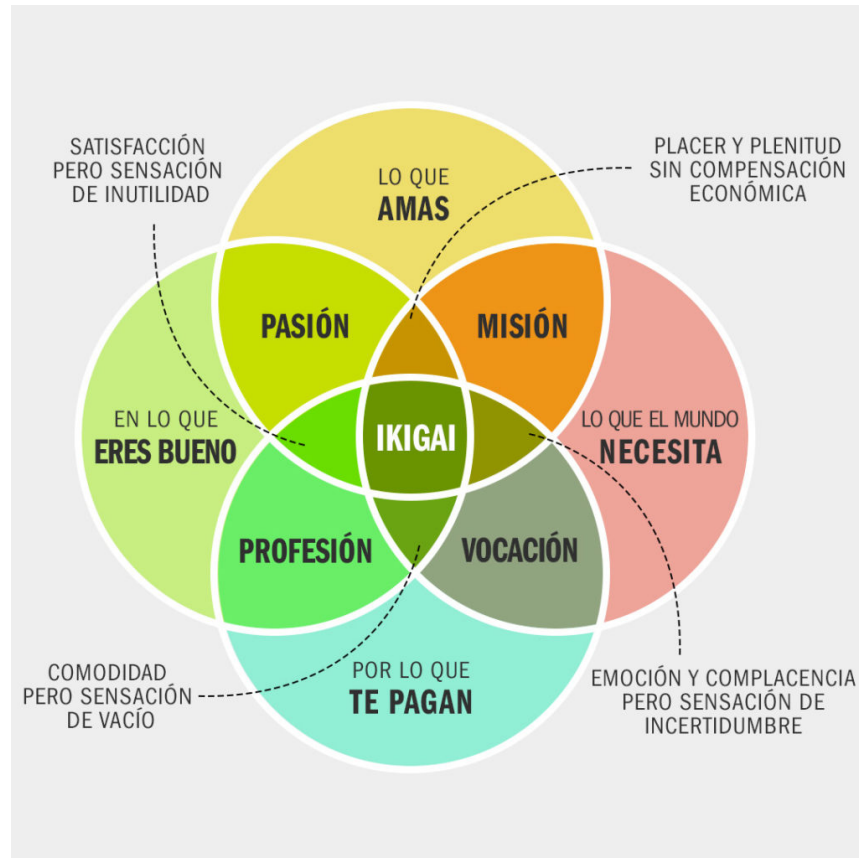 SATISFACCIÓN
PERO SENSACIÓN
DE INUTILIDAD
LO QUE
AMAS
PLACER Y PLENITUD
SIN COMPENSACIÓN
ECONÓMICA
PASIÓN
MISIÓN
EN LO QUE
ERES BUENO
IKIGAI
LO QUE EL MUNDO
NECESITA
PROFESIÓN
VOCACIÓN
COMODIDAD
PERO SENSACIÓN
DE VACÍO
POR LO QUE
TE PAGAN
EMOCIÓN Y COMPLACENCIA
PERO SENSACIÓN DE
INCERTIDUMBRE